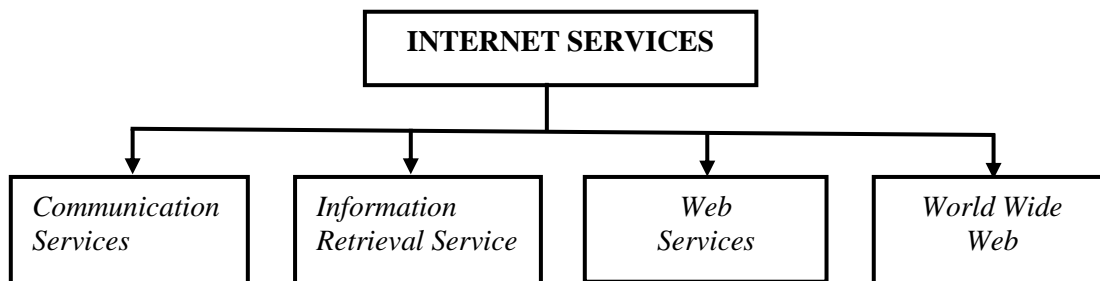 INTERNET SERVICES
Communication
Services
Information
Retrieval Service
Web
Services
World Wide
Web